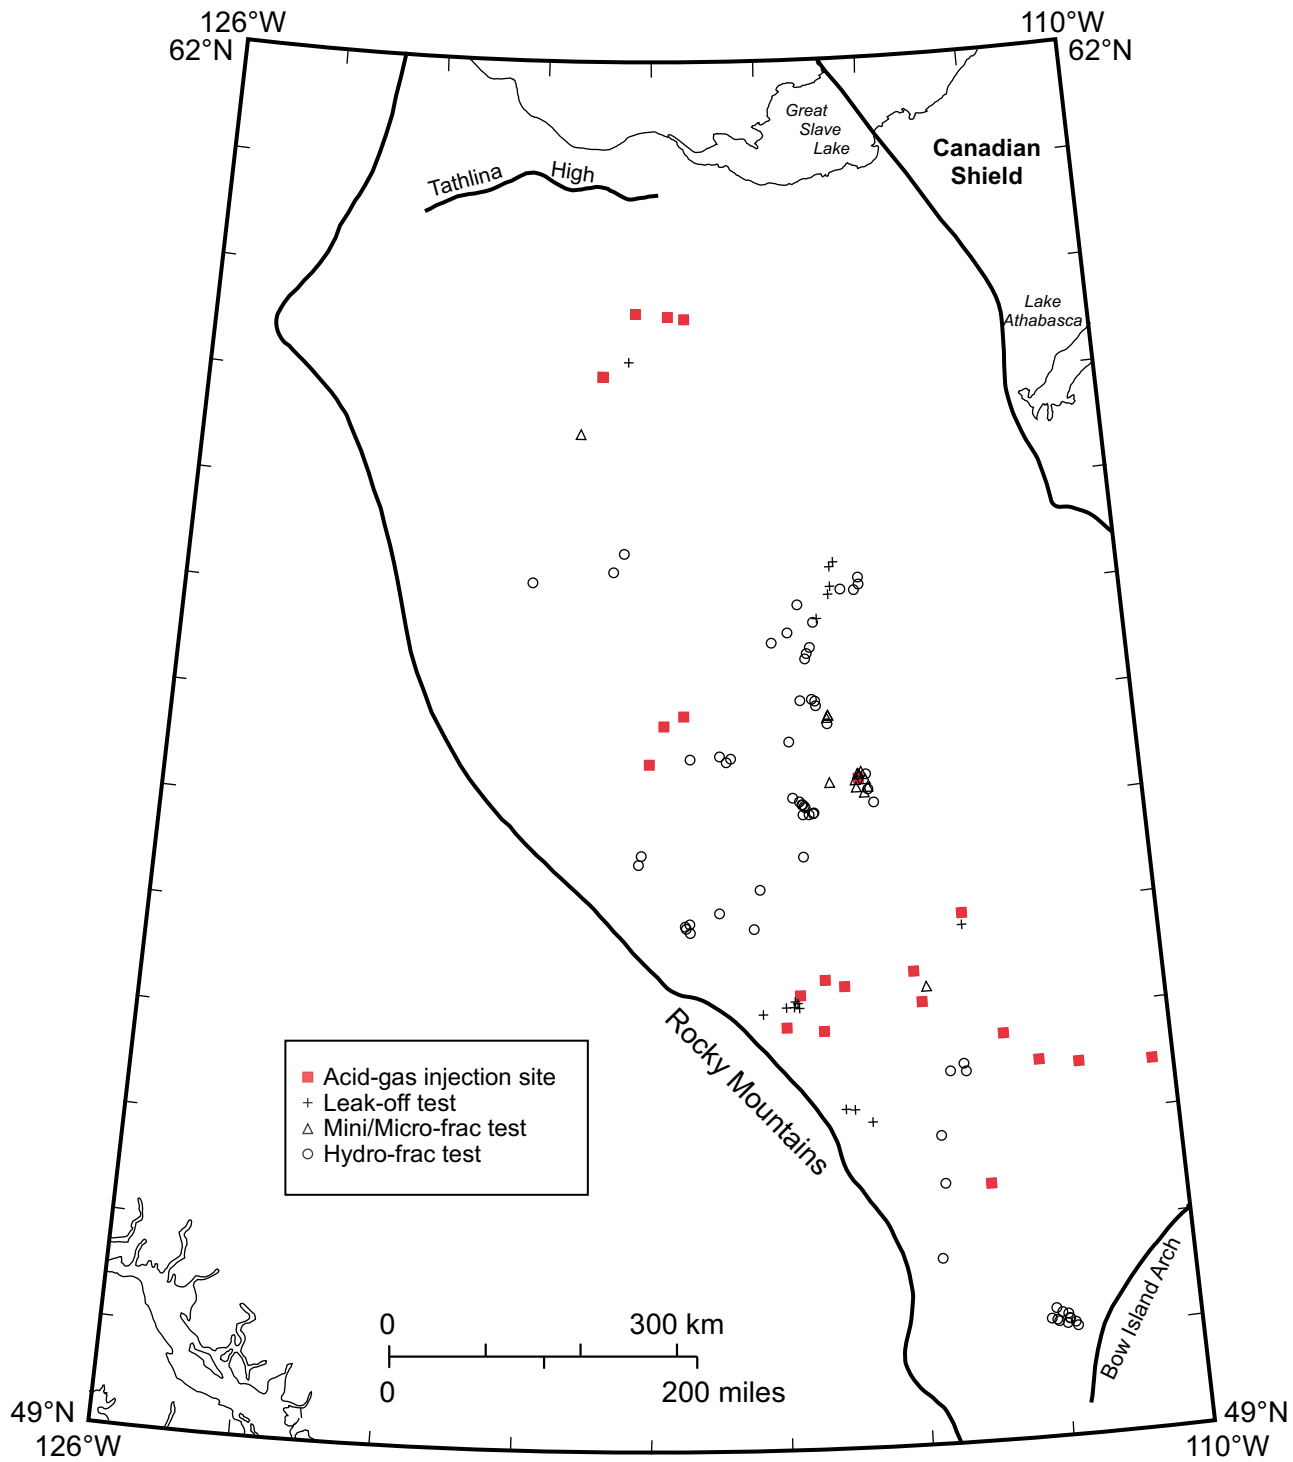 126°W
110°W
62°N
62°N
Great
Slave
Lake
Canadian
Shield
Tathlina High
Lake
Athabasca
Rocky Mountains
Acid-gas injection site
Leak-off test
Mini/Micro-frac test
Hydro-frac test
Bow Island Arch
0 300 km
0 200 miles
49°N
49°N
126°W
110°W